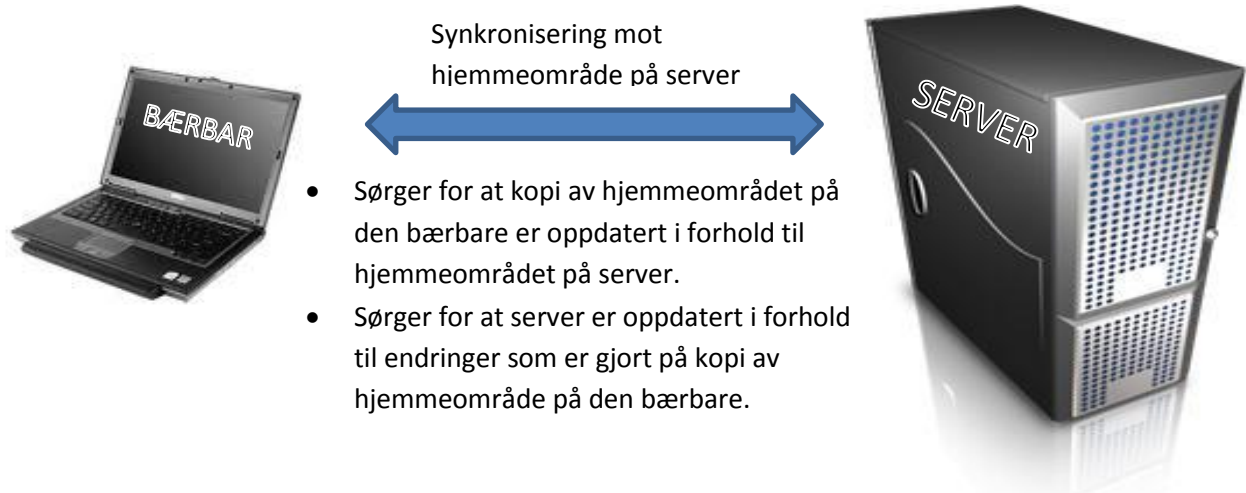 Synkronisering mot
hjemmeområde på server
BÆRBAR
SERVER
• Sørger for at kopi av hjemmeområdet på
den bærbare er oppdatert i forhold til
hjemmeområdet på server.
• Sørger for at server er oppdatert i forhold
til endringer som er gjort på kopi av
hjemmeområde på den bærbare.